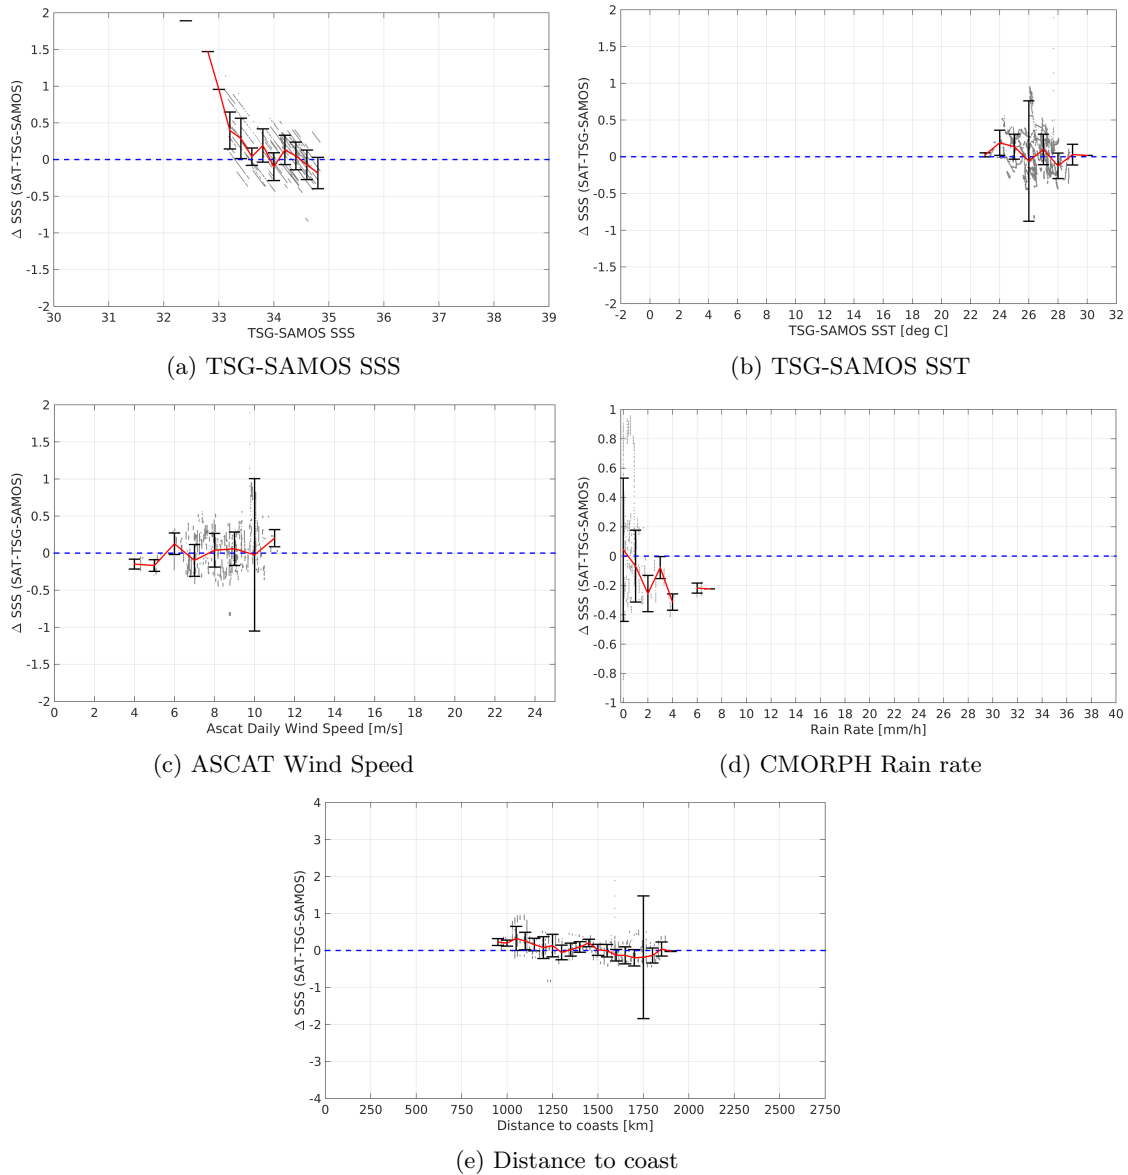 2
1.5
1
0.5
0
-0.5
-1
-1.5
-2
Δ SSS (SAT-TSG-SAMOS)
30 31 32 33 34 35 36 37 38 39
TSG-SAMOS SSS
(a) TSG-SAMOS SSS
2
1.5
1
0.5
0
-0.5
-1
-1.5
-2
Δ SSS (SAT-TSG-SAMOS)
-2 0 2 4 6 8 10 12 14 16 18 20 22 24 26 28 30 32
TSG-SAMOS SST [deg C]
(b) TSG-SAMOS SST
2
1.5
1
0.5
0
-0.5
-1
-1.5
-2
Δ SSS (SAT-TSG-SAMOS)
0 2 4 6 8 10 12 14 16 18 20 22 24
Ascat Daily Wind Speed [m/s]
(c) ASCAT Wind Speed
1
0.8
0.6
0.4
0.2
0
-0.2
-0.4
-0.6
-0.8
-1
Δ SSS (SAT-TSG-SAMOS)
0 2 4 6 8 10 12 14 16 18 20 22 24 26 28 30 32 34 36 38 40
Rain Rate [mm/h]
(d) CMORPH Rain rate
4
3
2
1
0
-1
-2
-3
-4
Δ SSS (SAT-TSG-SAMOS)
0 250 500 750 1000 1250 1500 1750 2000 2250 2500 2750
Distance to coasts [km]
(e) Distance to coast